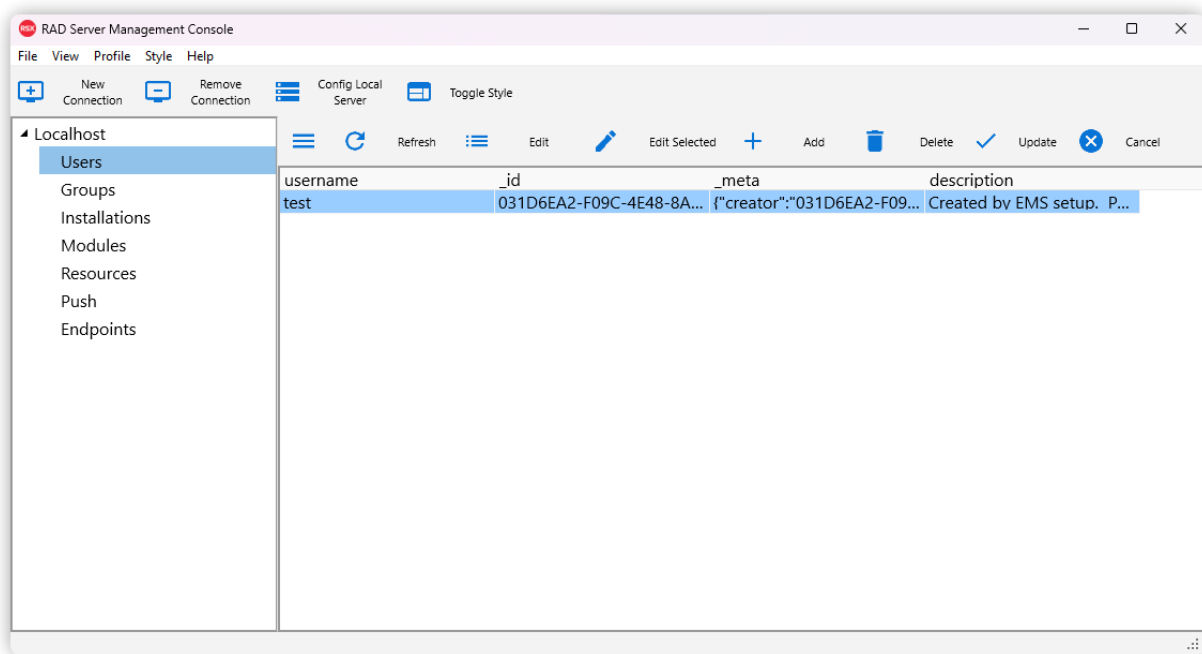 RSX RAD Server Management Console
File View Profile Style Help
New Connection Remove Connection Config Local Server Toggle Style
Localhost
Users
Groups
Installations
Modules
Resources
Push
Endpoints
Refresh Edit Edit Selected Add Delete Update Cancel
username _id _meta description
test 031D6EA2-F09C-4E48-8A... {"creator":"031D6EA2-F09... Created by EMS setup. P...